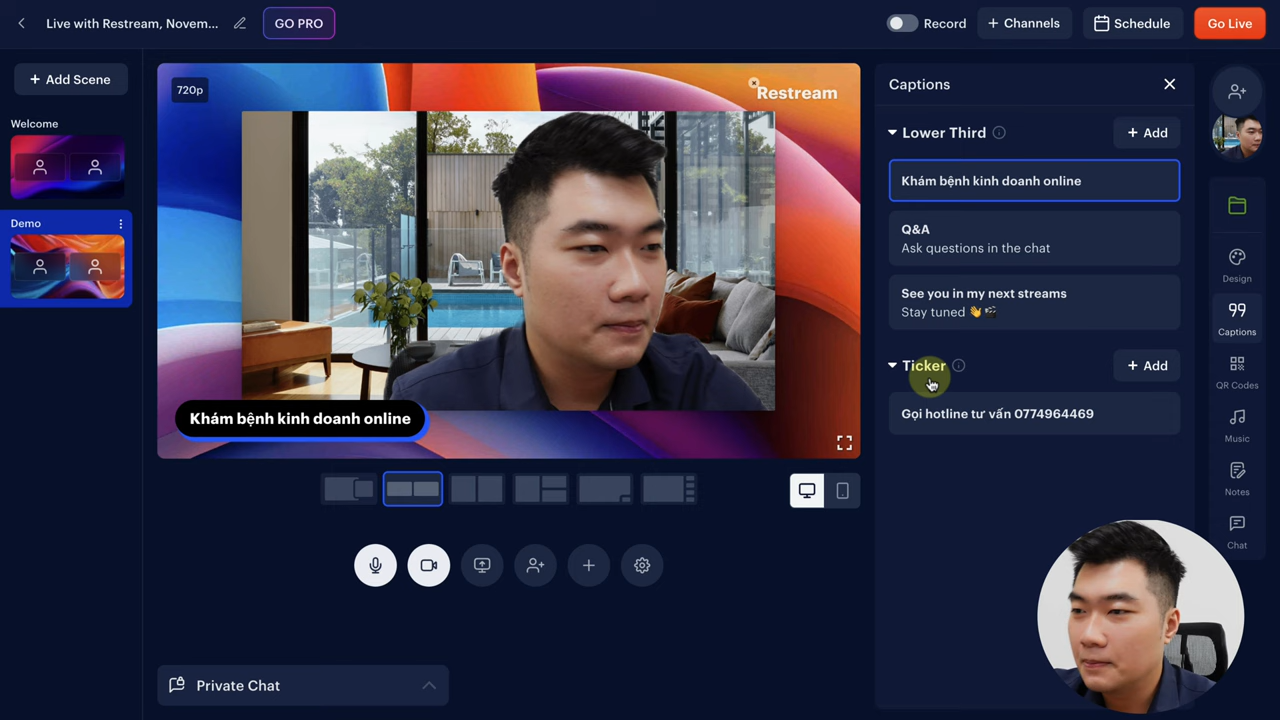 Live with Restream, Novem...
GO PRO
Record
+ Channels
Schedule
Go Live
+ Add Scene
Welcome
Demo
720p
Restream
Khám bệnh kinh doanh online
Private Chat
Captions
Lower Third
+ Add
Khám bệnh kinh doanh online
Q&A
Ask questions in the chat
See you in my next streams
Stay tuned 👋🎬
Ticker
+ Add
Gọi hotline tư vấn 0774964469
Design
Captions
QR Codes
Music
Notes
Chat